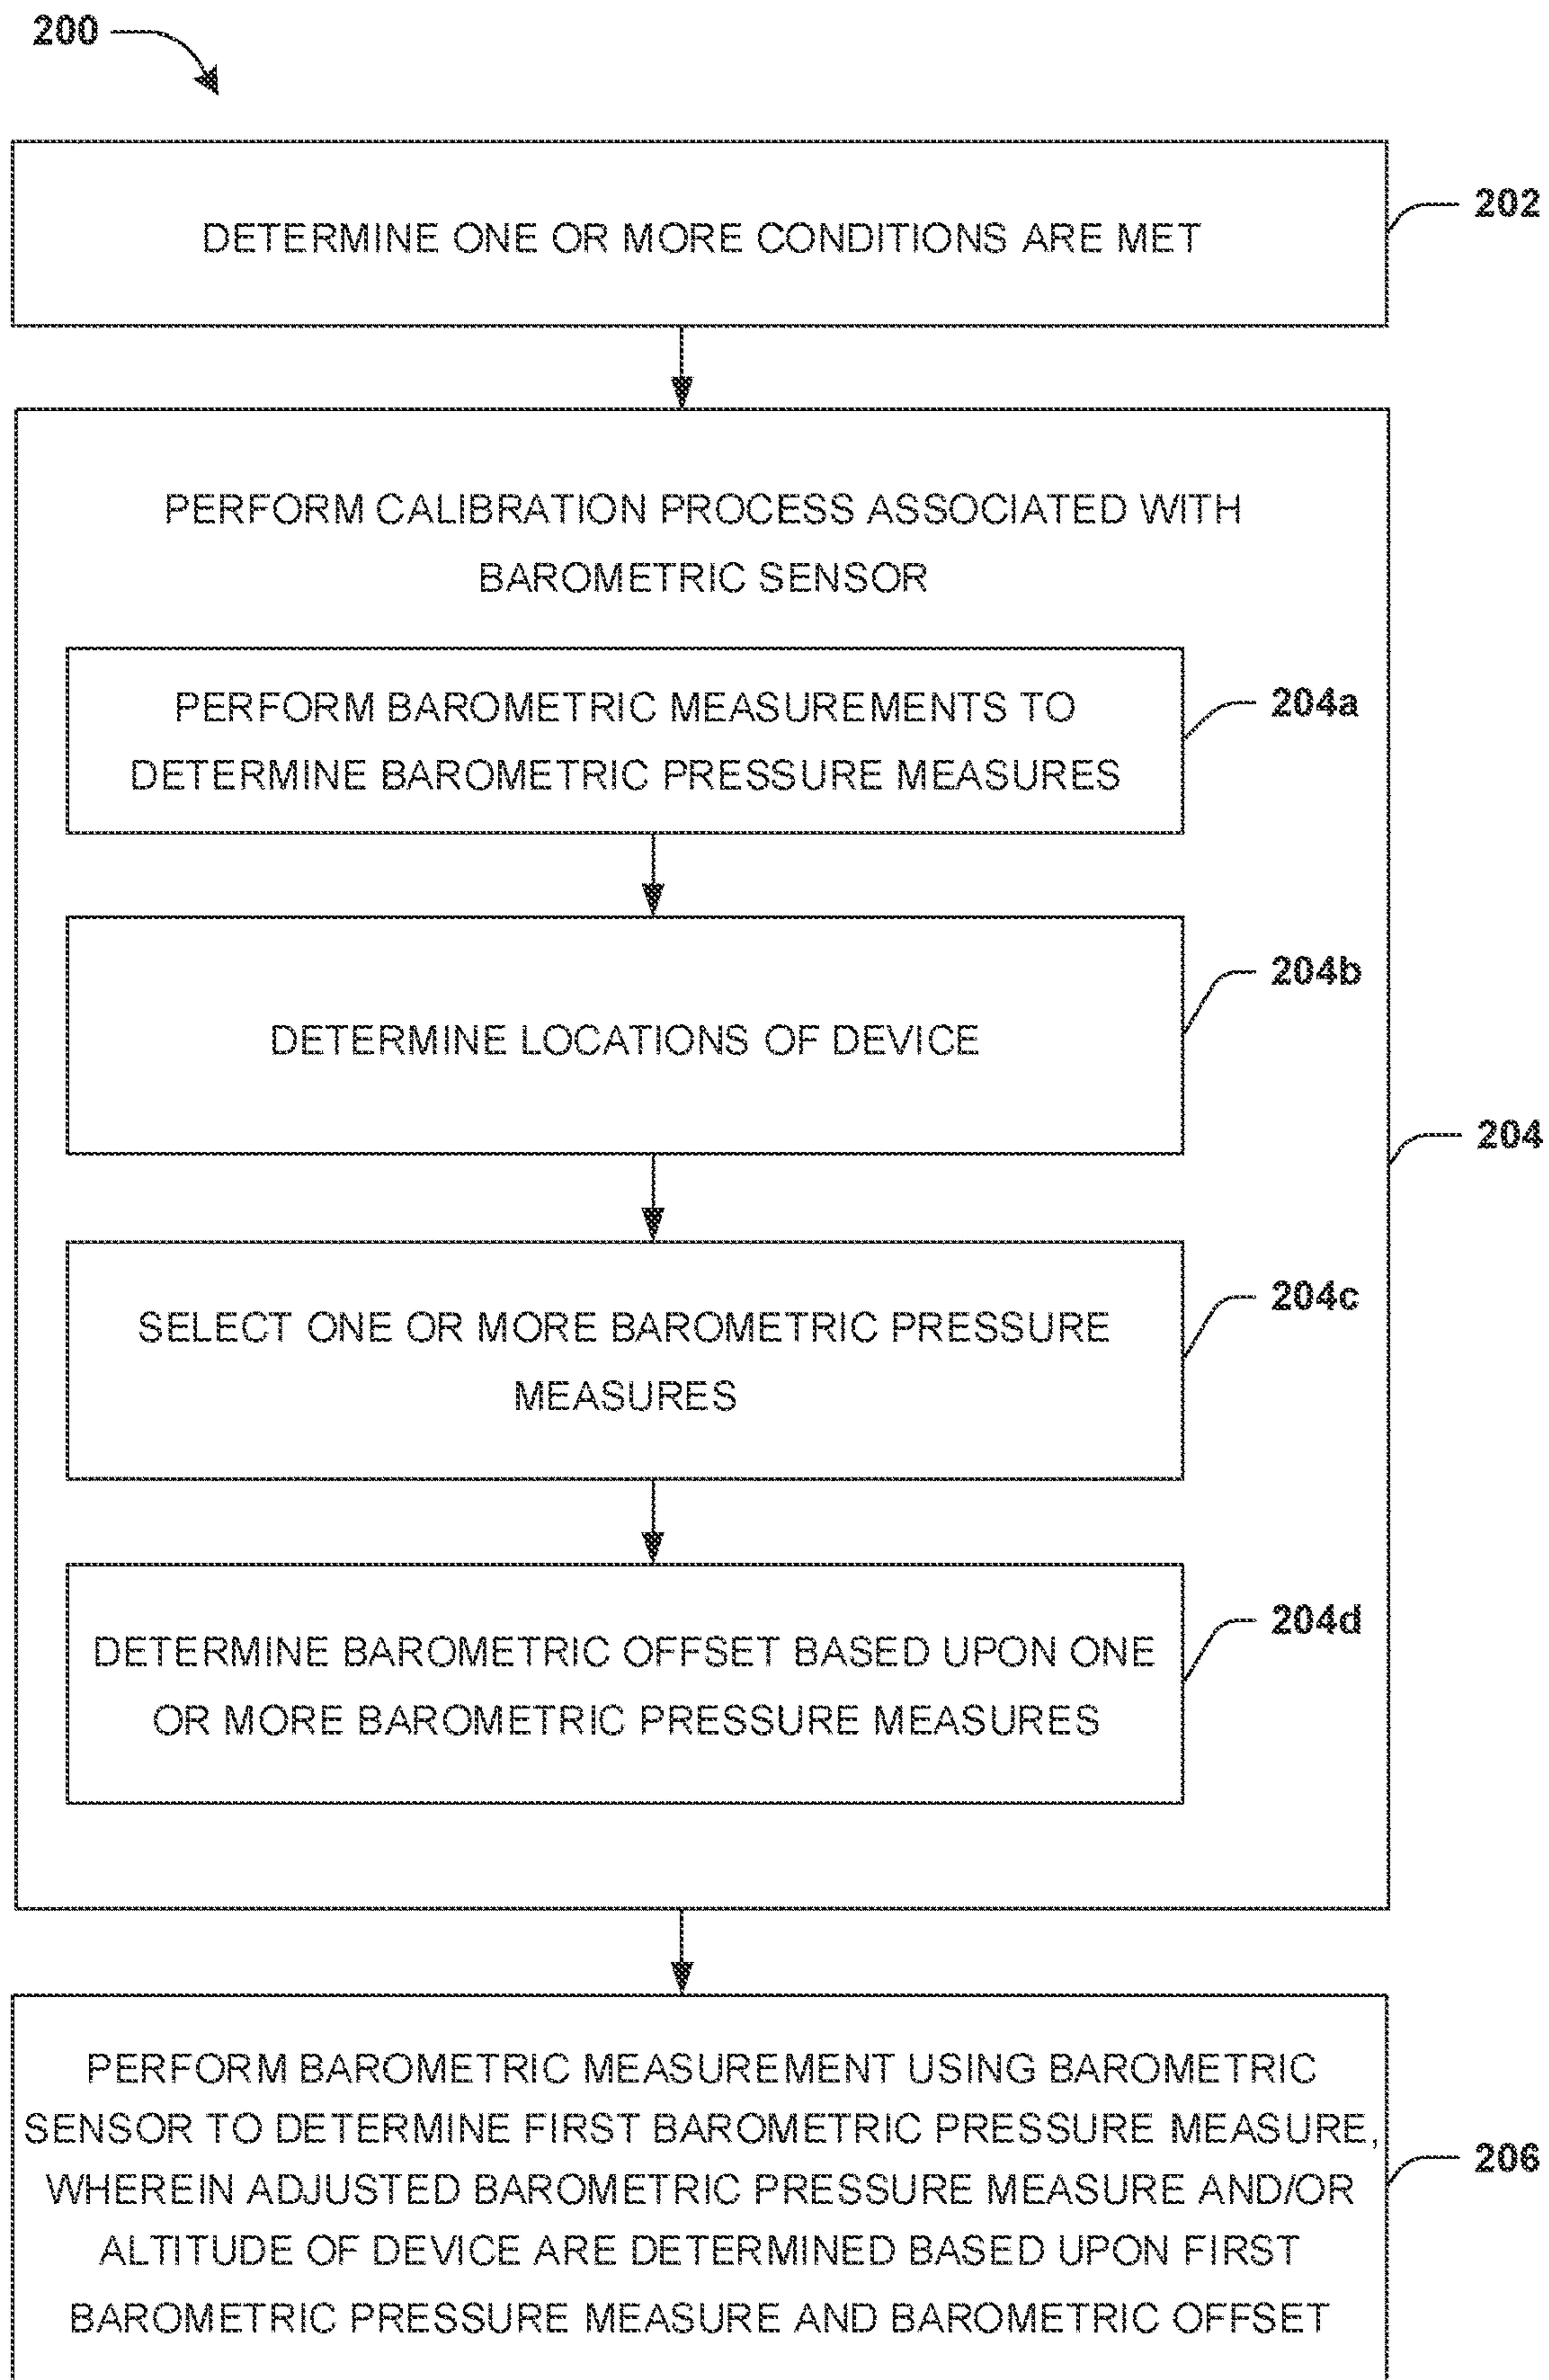 200
DETERMINE ONE OR MORE CONDITIONS ARE MET
202
PERFORM CALIBRATION PROCESS ASSOCIATED WITH
BAROMETRIC SENSOR
PERFORM BAROMETRIC MEASUREMENTS TO
DETERMINE BAROMETRIC PRESSURE MEASURES
204a
DETERMINE LOCATIONS OF DEVICE
204b
204
SELECT ONE OR MORE BAROMETRIC PRESSURE
MEASURES
204c
DETERMINE BAROMETRIC OFFSET BASED UPON ONE
OR MORE BAROMETRIC PRESSURE MEASURES
204d
PERFORM BAROMETRIC MEASUREMENT USING BAROMETRIC
SENSOR TO DETERMINE FIRST BAROMETRIC PRESSURE MEASURE,
WHEREIN ADJUSTED BAROMETRIC PRESSURE MEASURE AND/OR
ALTITUDE OF DEVICE ARE DETERMINED BASED UPON FIRST
BAROMETRIC PRESSURE MEASURE AND BAROMETRIC OFFSET
206